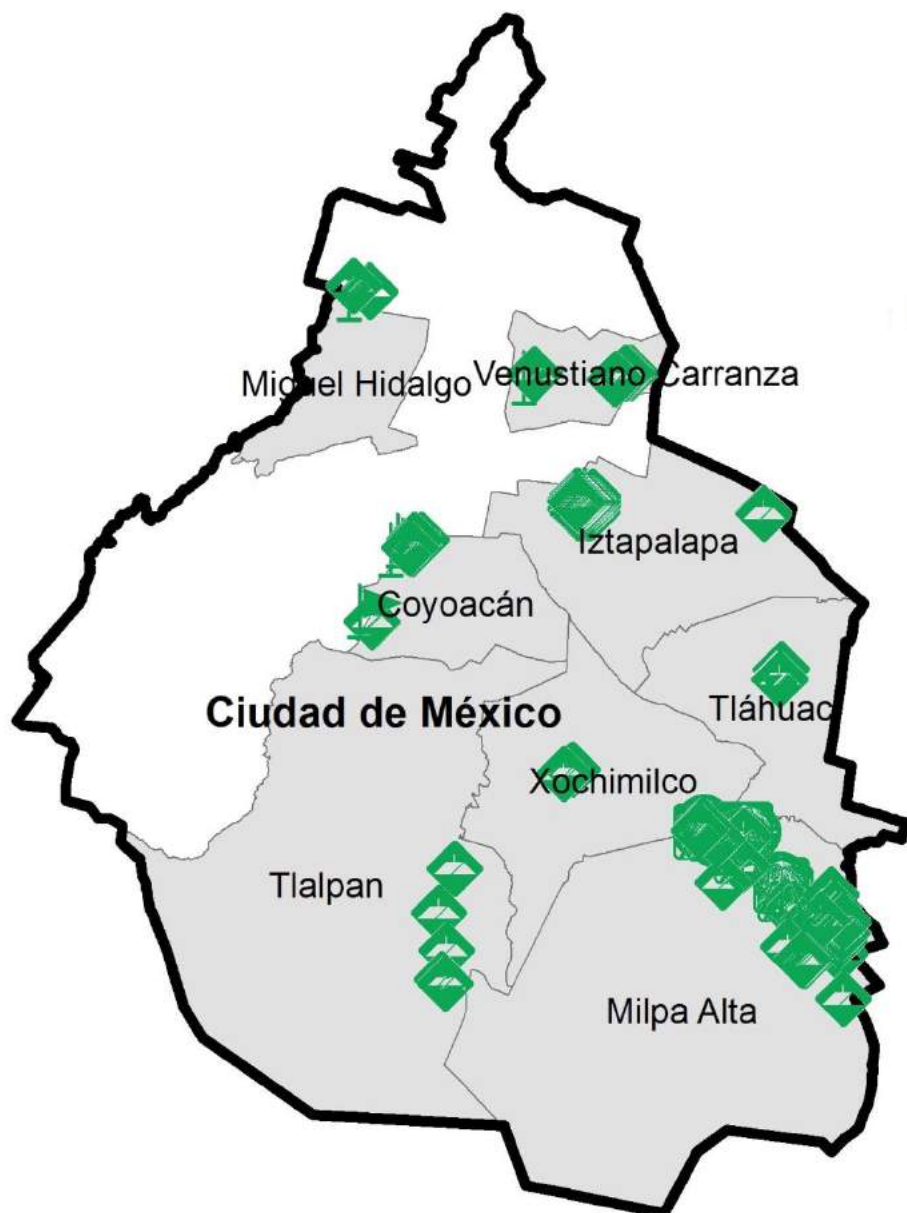 Miguel Hidalgo
Venustiano Carranza
Iztapalapa
Coyoacán
Ciudad de México
Tláhuac
Xochimilco
Tlalpan
Milpa Alta